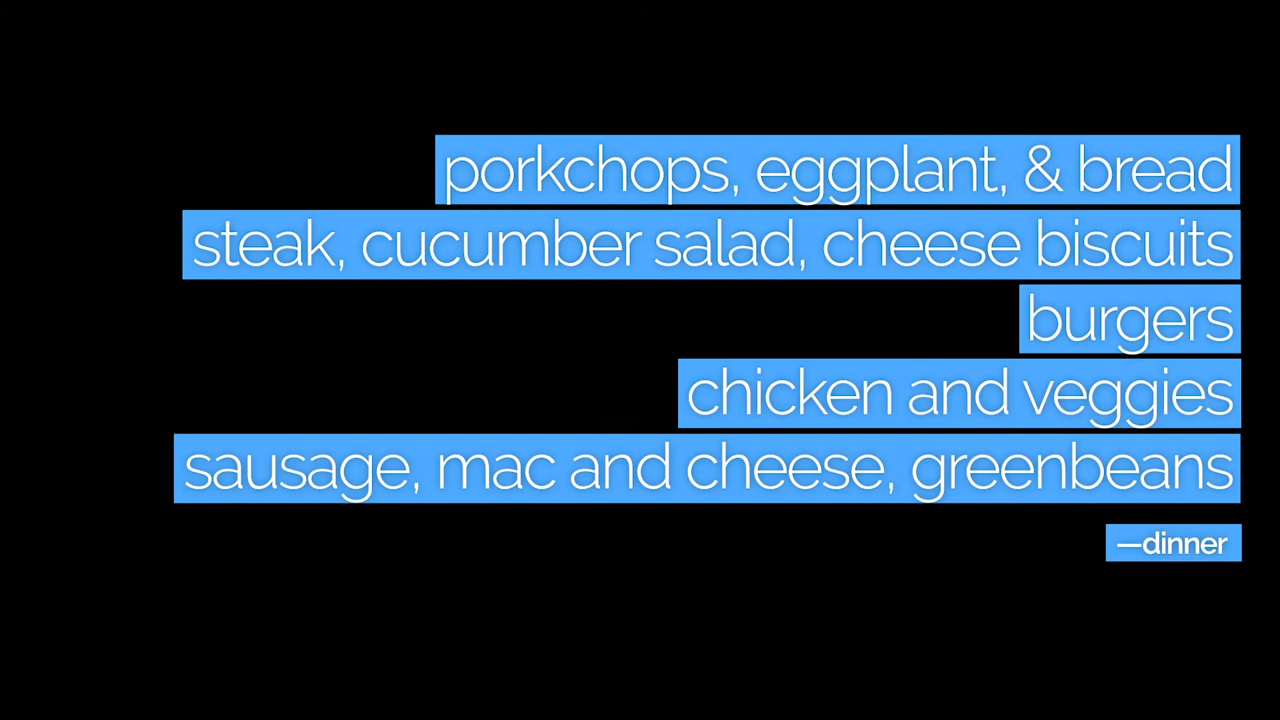 porkchops, eggplant, & bread
steak, cucumber salad, cheese biscuits
burgers
chicken and veggies
sausage, mac and cheese, greenbeans
—dinner